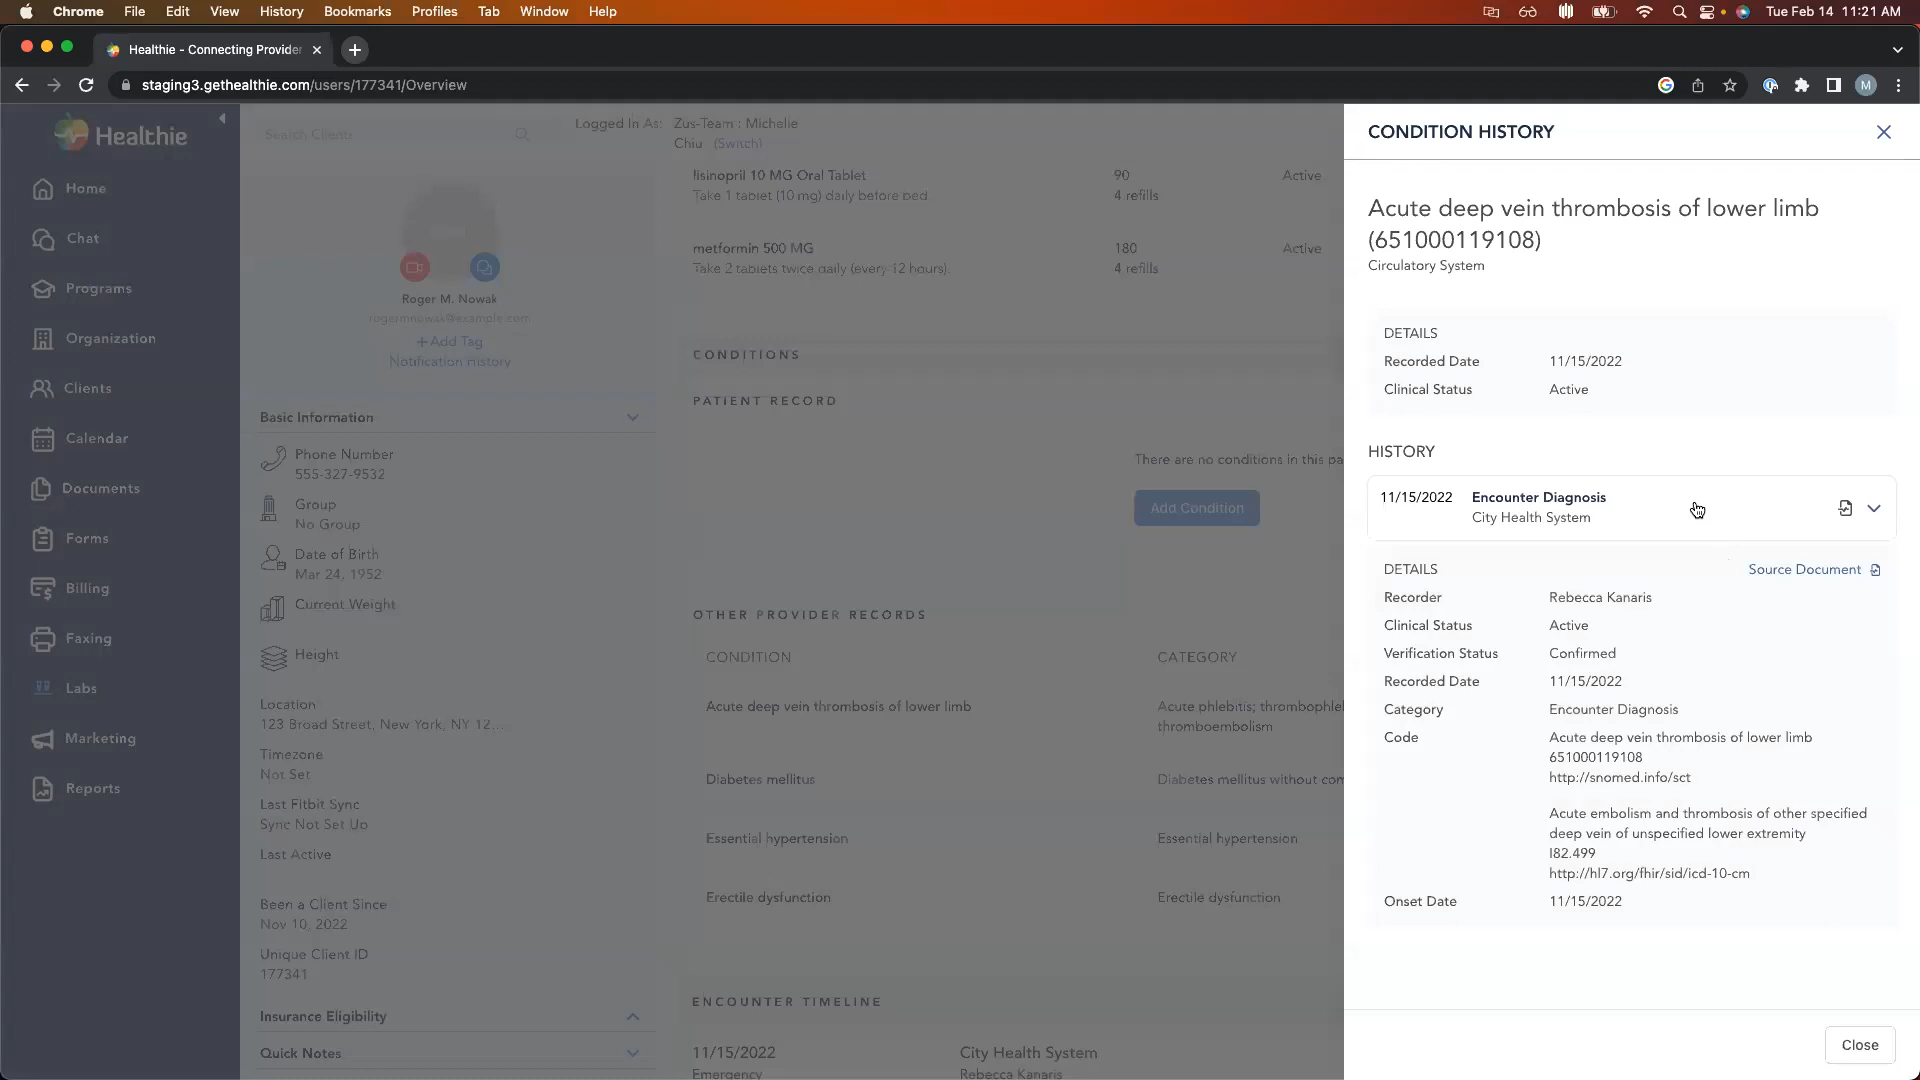 Chrome File Edit View History Bookmarks Profiles Tab Window Help Tue Feb 14 11:21 AM
Healthie - Connecting Provider
staging3.gethealthie.com/users/177341/Overview
M
Healthie
Home
Chat
Programs
Organization
Clients
Calendar
Documents
Forms
Billing
Faxing
Labs
Marketing
Reports
Search Clients
Logged In As: Zus-Team : Michelle
Chiu (Switch)
Roger M. Nowak
rogermnowak@example.com
+ Add Tag
Notification History
Basic Information
Phone Number
555-327-9532
Group
No Group
Date of Birth
Mar 24, 1952
Current Weight
Height
Location
123 Broad Street, New York, NY 12...
Timezone
Not Set
Last Fitbit Sync
Sync Not Set Up
Last Active
Been a Client Since
Nov 10, 2022
Unique Client ID
177341
Insurance Eligibility
Quick Notes
lisinopril 10 MG Oral Tablet 90 Active
Take 1 tablet (10 mg) daily before bed. 4 refills
metformin 500 MG 180 Active
Take 2 tablets twice daily (every 12 hours). 4 refills
CONDITIONS
PATIENT RECORD
There are no conditions in this pa
Add Condition
OTHER PROVIDER RECORDS
CONDITION CATEGORY
Acute deep vein thrombosis of lower limb Acute phlebitis; thrombophlel
thromboembolism
Diabetes mellitus Diabetes mellitus without com
Essential hypertension Essential hypertension
Erectile dysfunction Erectile dysfunction
ENCOUNTER TIMELINE
11/15/2022 City Health System
Emergency Rebecca Kanaris
CONDITION HISTORY
Acute deep vein thrombosis of lower limb
(651000119108)
Circulatory System
DETAILS
Recorded Date 11/15/2022
Clinical Status Active
HISTORY
11/15/2022 Encounter Diagnosis
City Health System
DETAILS Source Document
Recorder Rebecca Kanaris
Clinical Status Active
Verification Status Confirmed
Recorded Date 11/15/2022
Category Encounter Diagnosis
Code Acute deep vein thrombosis of lower limb
651000119108
http://snomed.info/sct
Acute embolism and thrombosis of other specified
deep vein of unspecified lower extremity
I82.499
http://hl7.org/fhir/sid/icd-10-cm
Onset Date 11/15/2022
Close